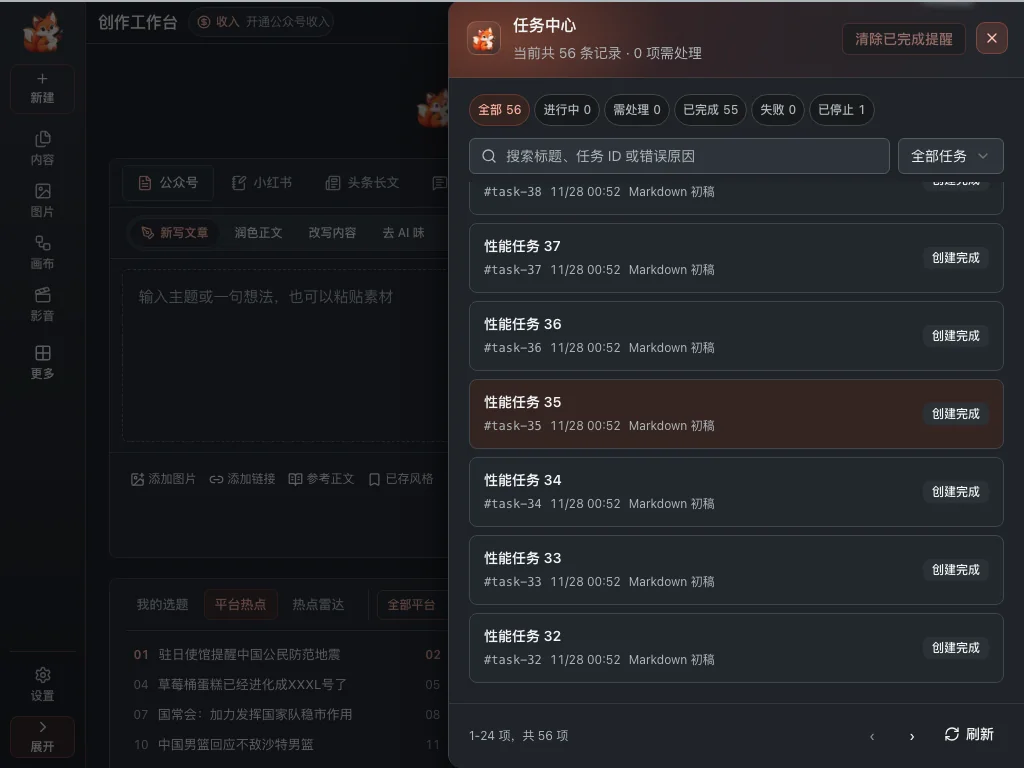 创作工作台 收入 开通公众号收入
新建
内容
图片
画布
影音
更多
设置
展开
公众号 小红书 头条长文
新写文章 润色正文 改写内容 去 AI 味
输入主题或一句想法，也可以粘贴素材
添加图片 添加链接 参考正文 已存风格
我的选题 平台热点 热点雷达 全部平台
01 驻日使馆提醒中国公民防范地震 02
04 草莓桶蛋糕已经进化成XXXL号了 05
07 国常会：加力发挥国家队稳市作用 08
10 中国男篮回应不敌沙特男篮 11
任务中心
当前共 56 条记录 · 0 项需处理
清除已完成提醒
全部 56 进行中 0 需处理 0 已完成 55 失败 0 已停止 1
搜索标题、任务 ID 或错误原因 全部任务
创建完成
#task-38 11/28 00:52 Markdown 初稿
性能任务 37
#task-37 11/28 00:52 Markdown 初稿
创建完成
性能任务 36
#task-36 11/28 00:52 Markdown 初稿
创建完成
性能任务 35
#task-35 11/28 00:52 Markdown 初稿
创建完成
性能任务 34
#task-34 11/28 00:52 Markdown 初稿
创建完成
性能任务 33
#task-33 11/28 00:52 Markdown 初稿
创建完成
性能任务 32
#task-32 11/28 00:52 Markdown 初稿
创建完成
1-24 项，共 56 项
‹ › 刷新